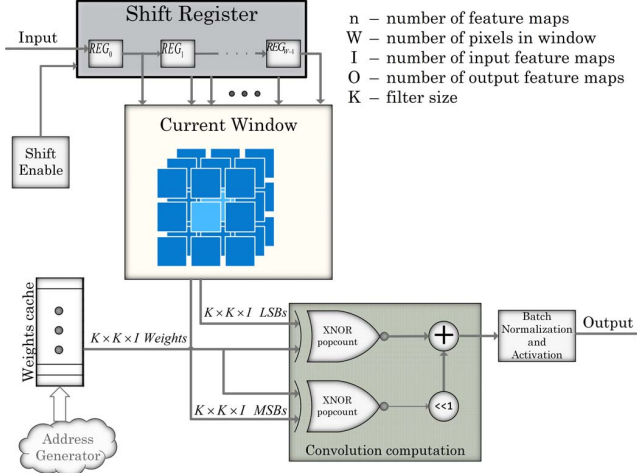 Shift Register
Input
REG₀
REG₁
REG_{W-1}
n – number of feature maps
W – number of pixels in window
I – number of input feature maps
O – number of output feature maps
K – filter size
Shift
Enable
Current Window
Weights cache
K×K×I LSBs
K×K×I Weights
K×K×I MSBs
XNOR
popcount
XNOR
popcount
+
<<1
Convolution computation
Batch
Normalization
and
Activation
Output
Address
Generator